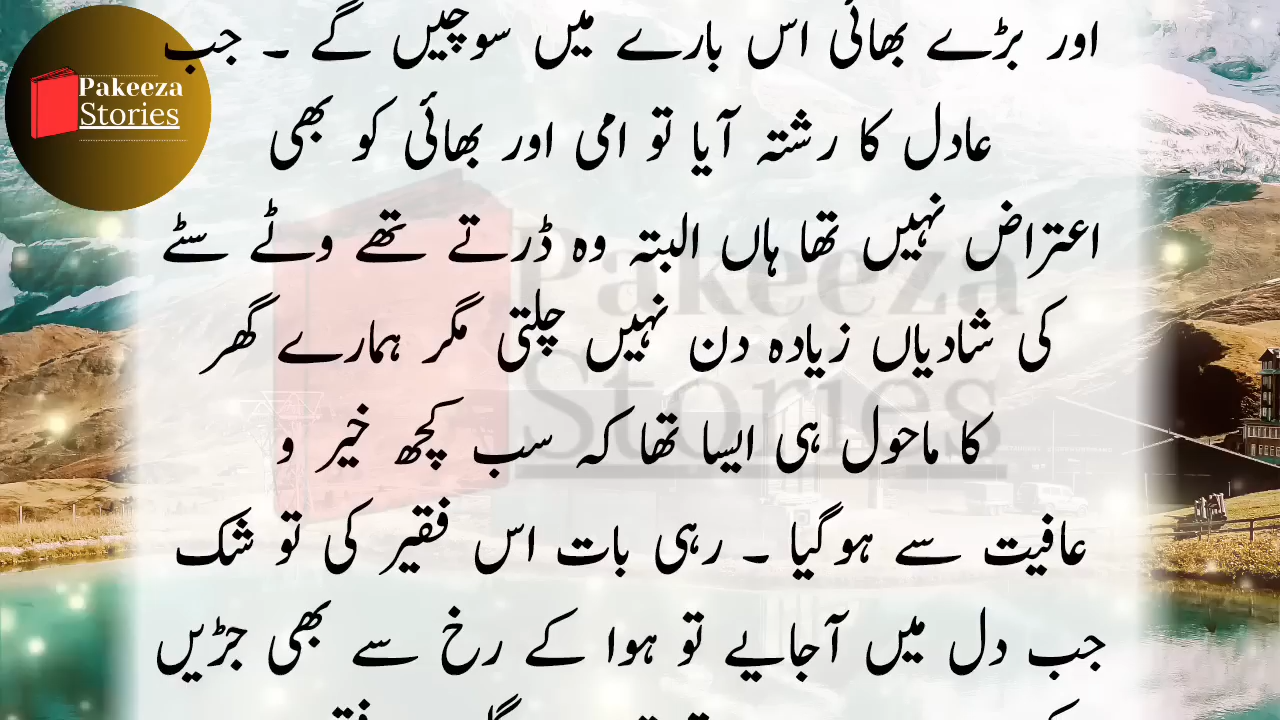 Pakeeza
Stories
اور بڑے بھائی اس بارے میں سوچیں گے ۔ جب
عادل کا رشتہ آیا تو امی اور بھائی کو بھی
اعتراض نہیں تھا ہاں البتہ وہ ڈرتے تھے وٹے سٹے
کی شادیاں زیادہ دن نہیں چلتی مگر ہمارے گھر
کا ماحول ہی ایسا تھا کہ سب کچھ خیر و
عافیت سے ہوگیا ۔ رہی بات اس فقیر کی تو شک
جب دل میں آجایے تو ہوا کے رخ سے بھی جڑیں
Pakeeza
Stories